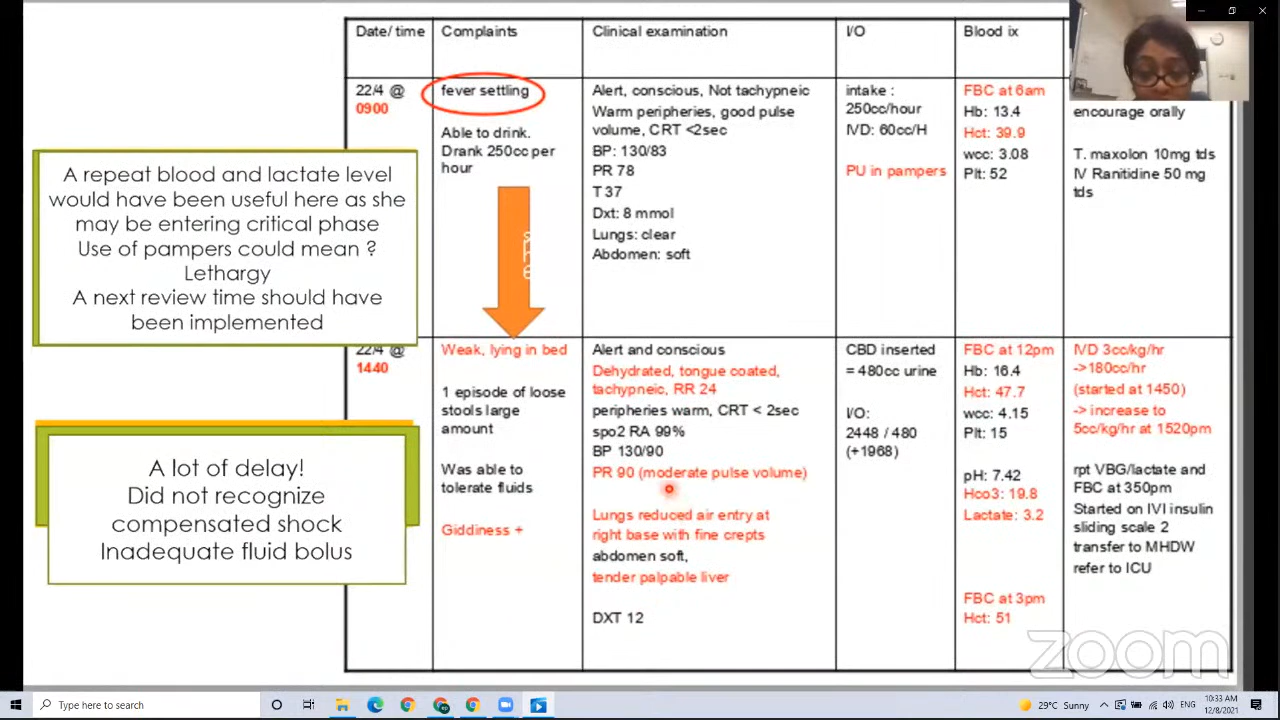 Date/ time
Complaints
Clinical examination
I/O
Blood ix
22/4 @
0900
fever settling
Able to drink.
Drank 250cc per
hour
s
h
e
Alert, conscious, Not tachypneic
Warm peripheries, good pulse
volume, CRT <2sec
BP: 130/83
PR 78
T 37
Dxt: 8 mmol
Lungs: clear
Abdomen: soft
intake :
250cc/hour
IVD: 60cc/H
PU in pampers
FBC at 6am
Hb: 13.4
Hct: 39.9
wcc: 3.08
Plt: 52
encourage orally
T. maxolon 10mg tds
IV Ranitidine 50 mg
tds
A repeat blood and lactate level
would have been useful here as she
may be entering critical phase
Use of pampers could mean ?
Lethargy
A next review time should have
been implemented
22/4 @
1440
Weak, lying in bed
1 episode of loose
stools large
amount
Was able to
tolerate fluids
Giddiness +
Alert and conscious
Dehydrated, tongue coated,
tachypneic, RR 24
peripheries warm, CRT < 2sec
spo2 RA 99%
BP 130/90
PR 90 (moderate pulse volume)
Lungs reduced air entry at
right base with fine crepts
abdomen soft,
tender palpable liver
DXT 12
CBD inserted
= 480cc urine
I/O:
2448 / 480
(+1968)
FBC at 12pm
Hb: 16.4
Hct: 47.7
wcc: 4.15
Plt: 15
pH: 7.42
Hco3: 19.8
Lactate: 3.2
FBC at 3pm
Hct: 51
IVD 3cc/kg/hr
->180cc/hr
(started at 1450)
-> increase to
5cc/kg/hr at 1520pm
rpt VBG/lactate and
FBC at 350pm
Started on IVI insulin
sliding scale 2
transfer to MHDW
refer to ICU
A lot of delay!
Did not recognize
compensated shock
Inadequate fluid bolus
zoom
Type here to search
29°C Sunny
10:33 AM
12/8/2021